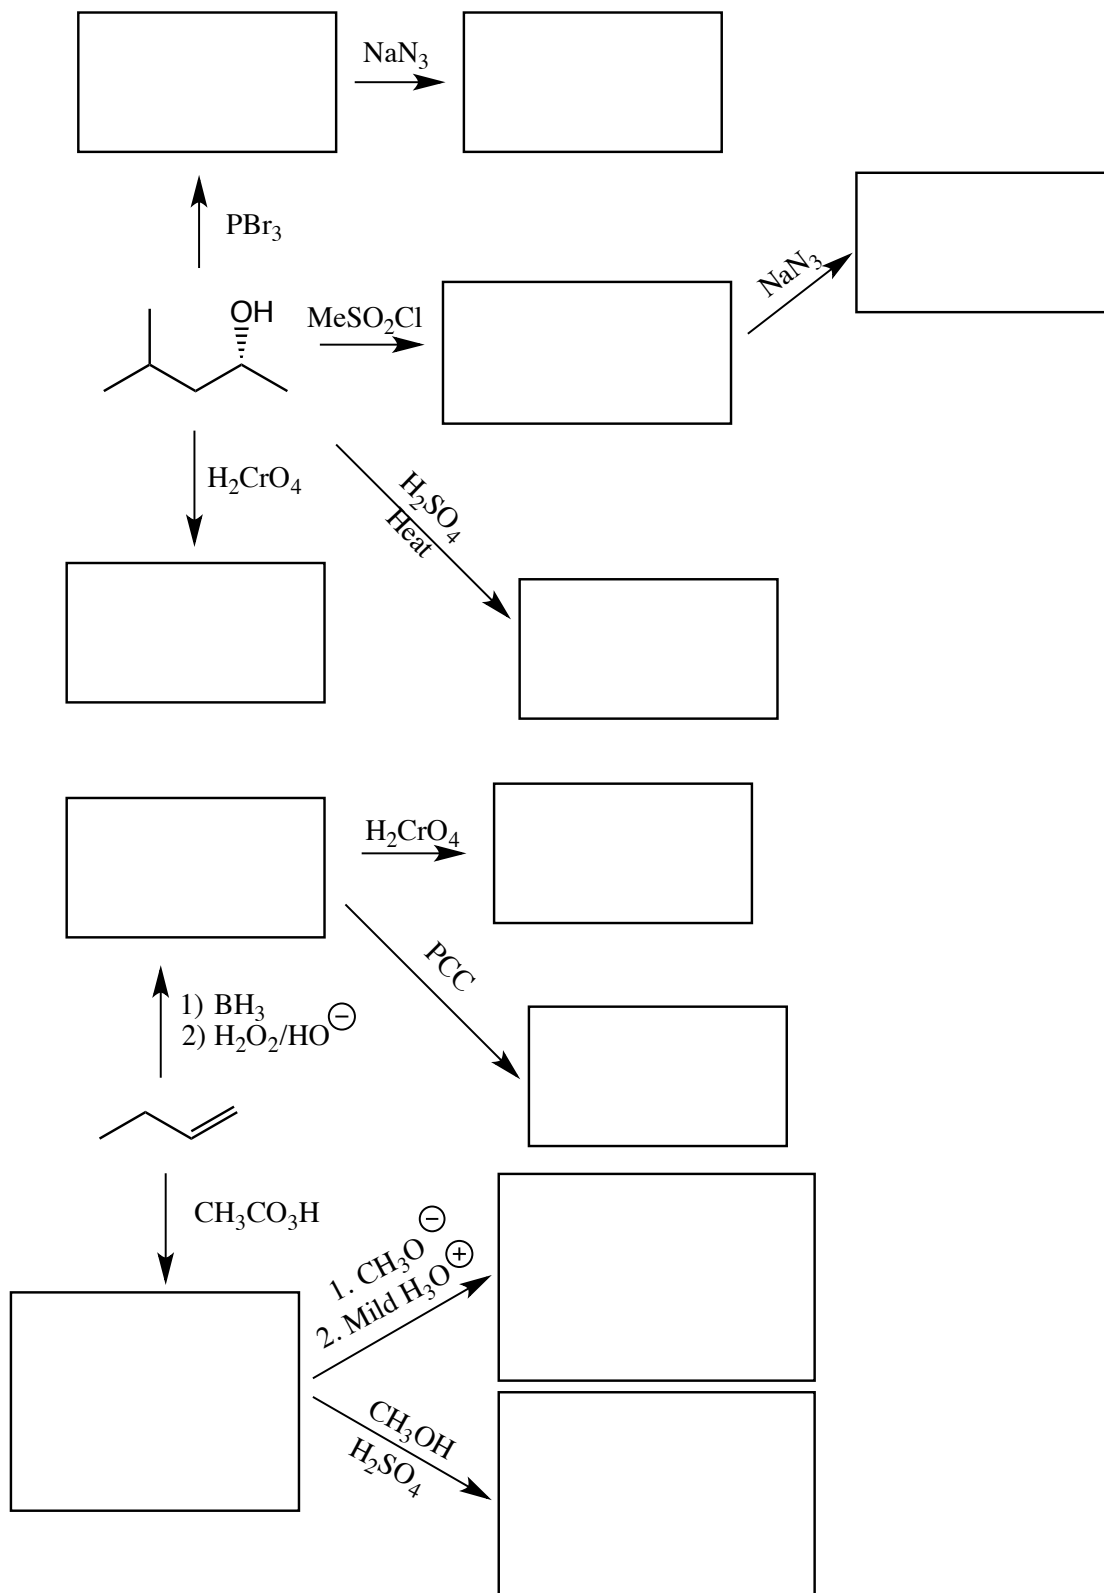 NaN₃
PBr₃
NaN₃
OH
MeSO₂Cl
H₂CrO₄
H₂SO₄
Heat
H₂CrO₄
PCC
1) BH₃
2) H₂O₂/HO⊖
CH₃CO₃H
1. CH₃O⊖
2. Mild H₃O⊕
CH₃OH
H₂SO₄